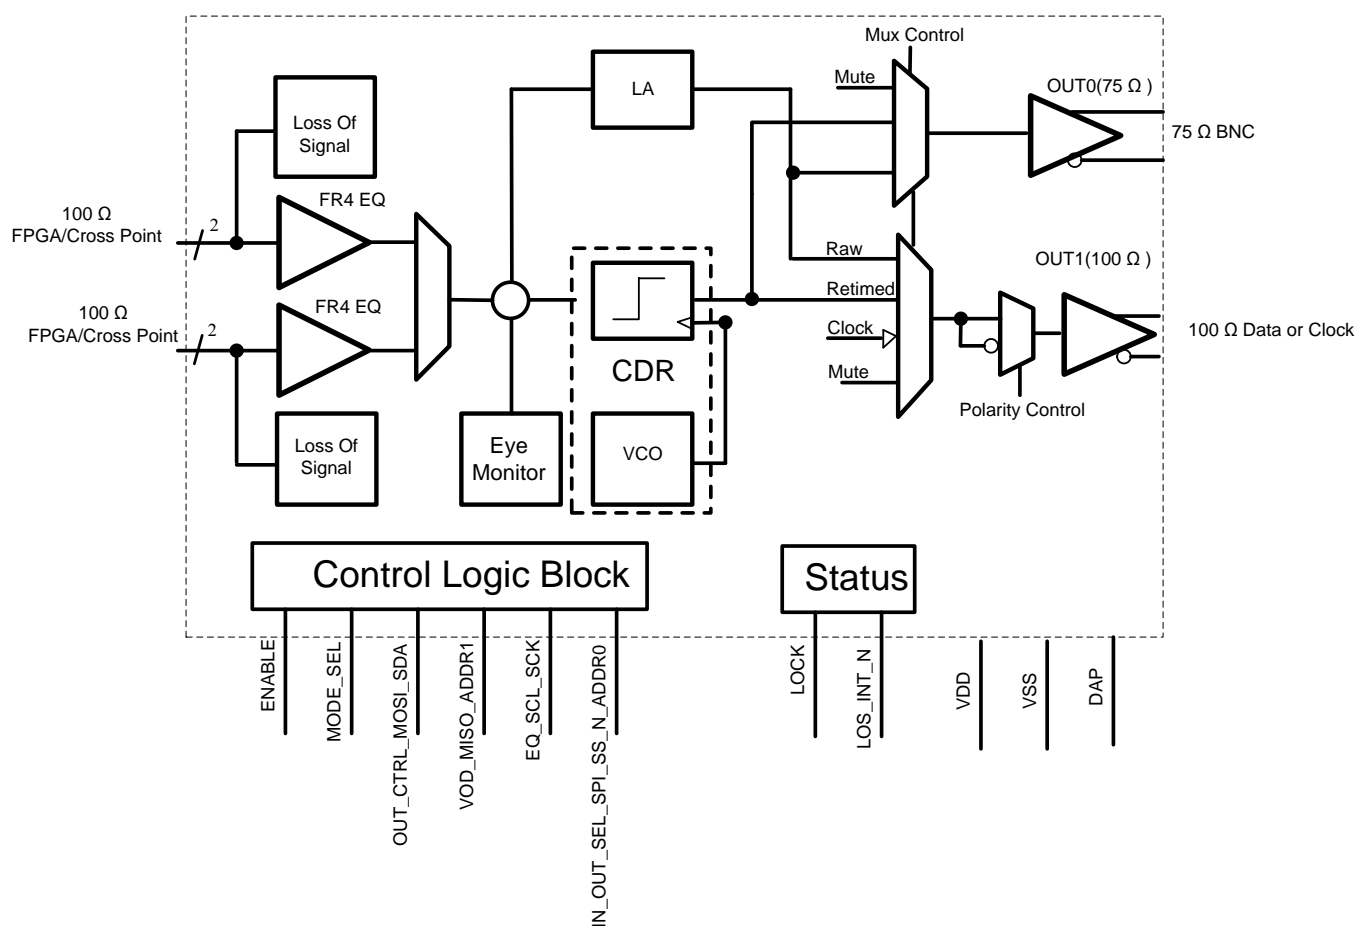 Mux Control
LA
Mute
OUT0(75 Ω )
Loss Of
Signal
75 Ω BNC
FR4 EQ
100 Ω
FPGA/Cross Point
2
Raw
OUT1(100 Ω )
Retimed
FR4 EQ
100 Ω
FPGA/Cross Point
2
Clock
100 Ω Data or Clock
CDR
Mute
Polarity Control
Loss Of
Signal
Eye
Monitor
VCO
Control Logic Block
Status
ENABLE
MODE_SEL
OUT_CTRL_MOSI_SDA
VOD_MISO_ADDR1
EQ_SCL_SCK
IN_OUT_SEL_SPI_SS_N_ADDR0
LOCK
LOS_INT_N
VDD
VSS
DAP